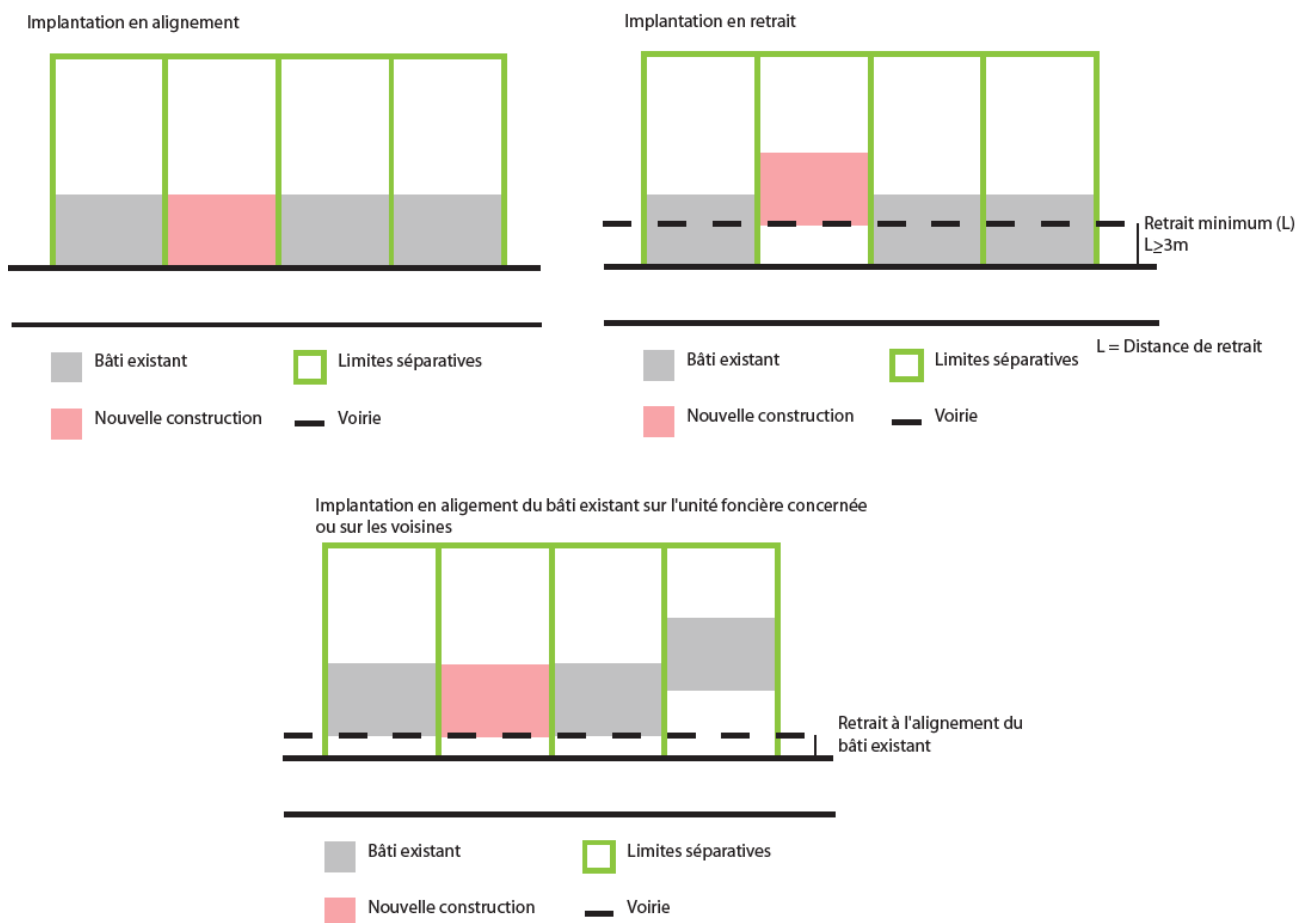 Implantation en alignement
Implantation en retrait
Retrait minimum (L)
L≥3m
Bâti existant
Limites séparatives
Nouvelle construction
Voirie
Bâti existant
Limites séparatives
L = Distance de retrait
Nouvelle construction
Voirie
Implantation en aligement du bâti existant sur l'unité foncière concernée
ou sur les voisines
Retrait à l'alignement du
bâti existant
Bâti existant
Limites séparatives
Nouvelle construction
Voirie